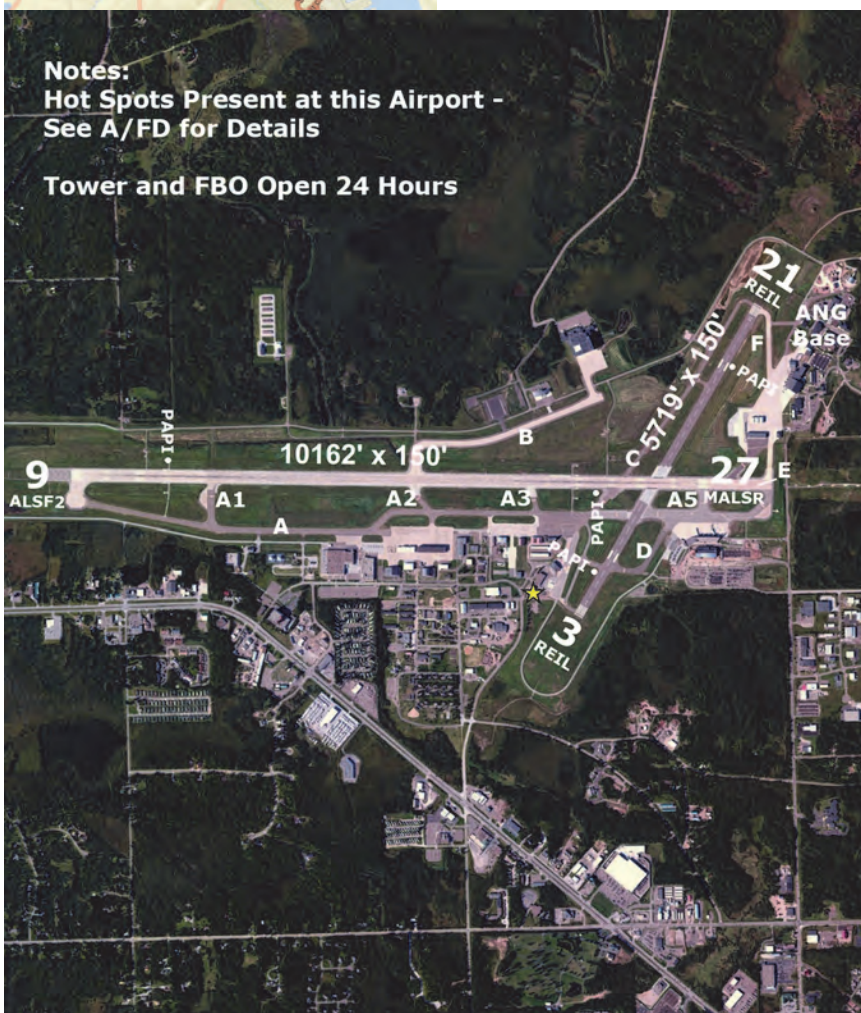 Notes:
Hot Spots Present at this Airport -
See A/FD for Details
Tower and FBO Open 24 Hours
21
REIL
ANG
Base
F
PAPI
5719' x 150'
C
B
PAPI
10162' x 150'
9
ALSF2
27
MALSR
E
A1
A2
A3
A5
A
PAPI
PAPI
D
3
REIL